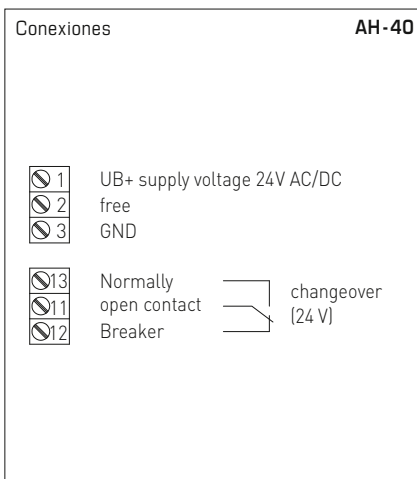 Conexiones AH-40
1 UB+ supply voltage 24V AC/DC
2 free
3 GND
13 Normally
11 open contact
12 Breaker
changeover
(24 V)